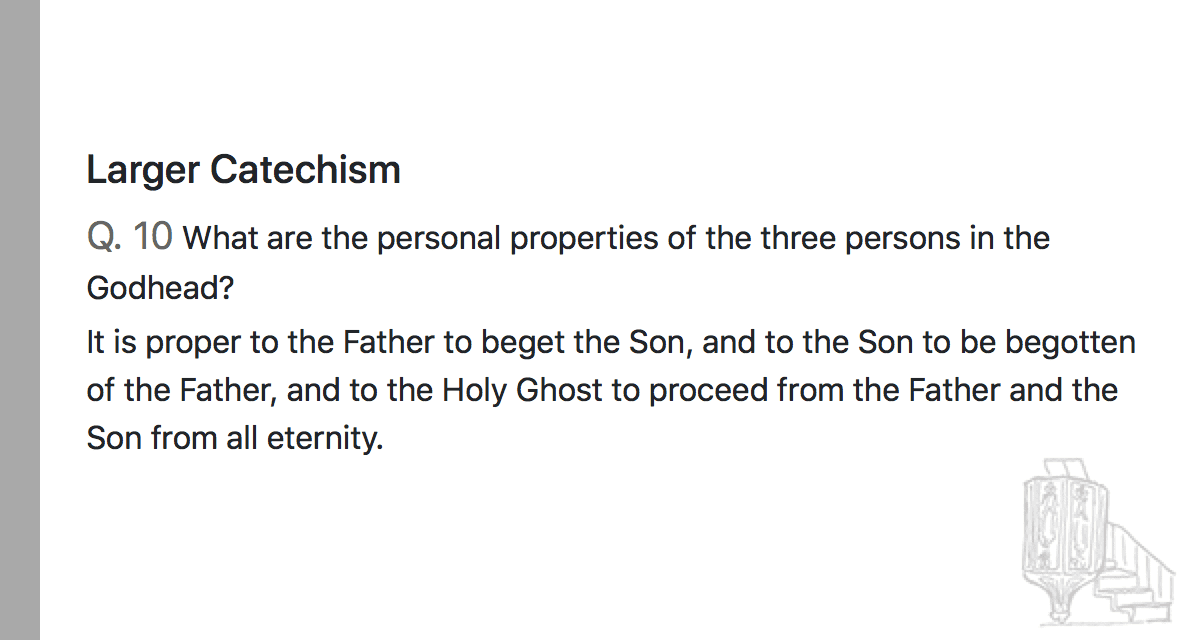 Larger Catechism
Q. 10 What are the personal properties of the three persons in the
Godhead?
It is proper to the Father to beget the Son, and to the Son to be begotten
of the Father, and to the Holy Ghost to proceed from the Father and the
Son from all eternity.